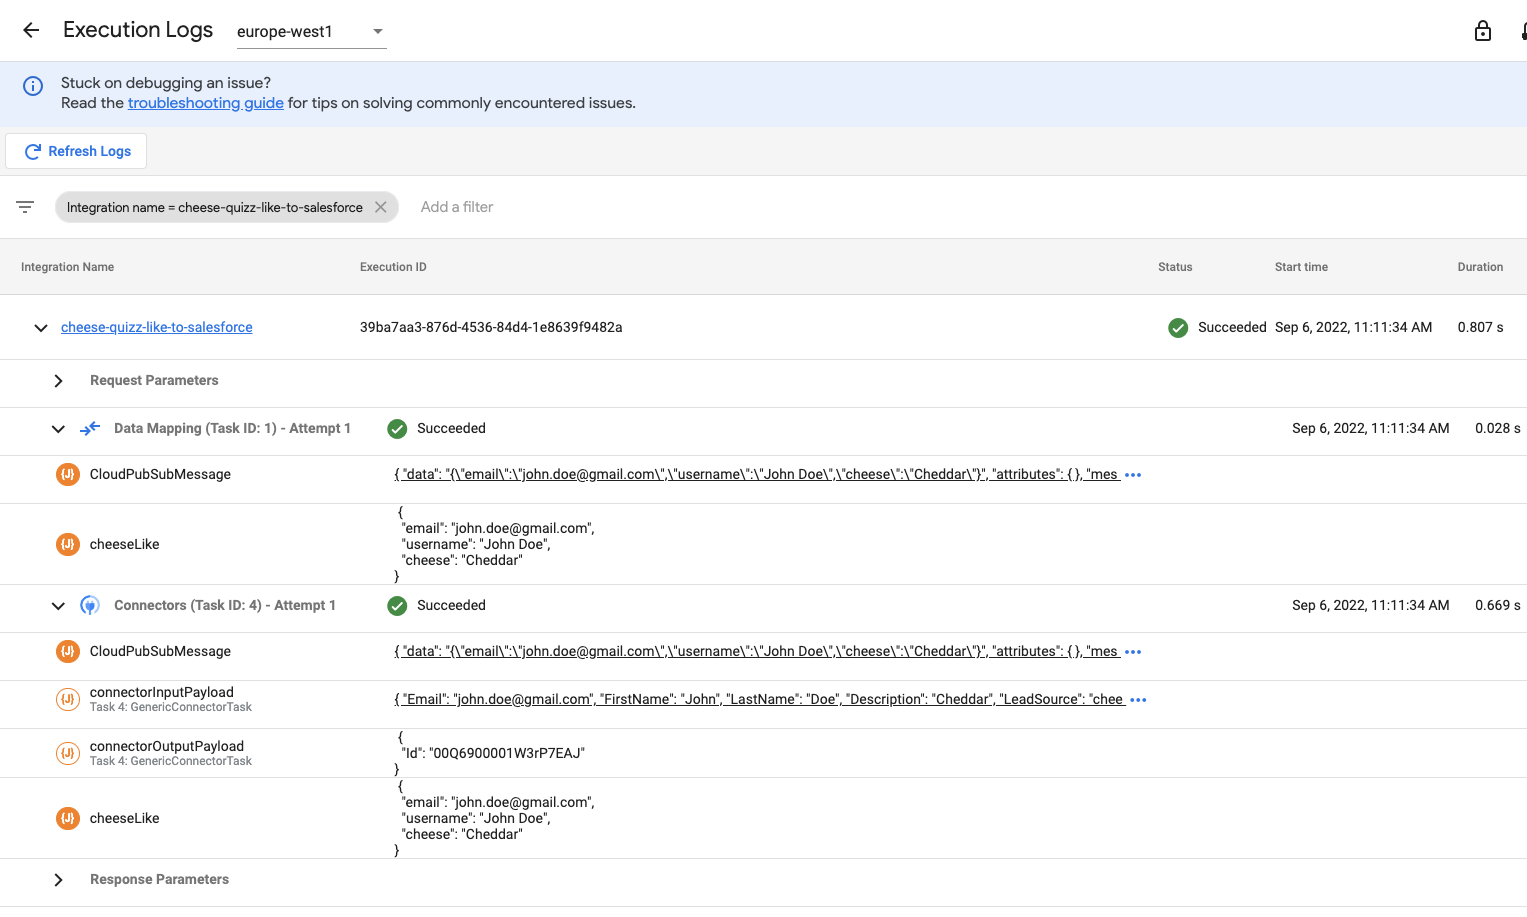 Execution Logs europe-west1
Stuck on debugging an issue?
Read the troubleshooting guide for tips on solving commonly encountered issues.
Refresh Logs
Integration name = cheese-quizz-like-to-salesforce Add a filter
Integration Name Execution ID Status Start time Duration
cheese-quizz-like-to-salesforce 39ba7aa3-876d-4536-84d4-1e8639f9482a Succeeded Sep 6, 2022, 11:11:34 AM 0.807 s
Request Parameters
Data Mapping (Task ID: 1) - Attempt 1 Succeeded Sep 6, 2022, 11:11:34 AM 0.028 s
{J} CloudPubSubMessage { "data": "{\"email\":\"john.doe@gmail.com\",\"username\":\"John Doe\",\"cheese\":\"Cheddar\"}", "attributes": { }, "mes
{
"email": "john.doe@gmail.com",
{J} cheeseLike "username": "John Doe",
"cheese": "Cheddar"
}
Connectors (Task ID: 4) - Attempt 1 Succeeded Sep 6, 2022, 11:11:34 AM 0.669 s
{J} CloudPubSubMessage { "data": "{\"email\":\"john.doe@gmail.com\",\"username\":\"John Doe\",\"cheese\":\"Cheddar\"}", "attributes": { }, "mes
{J} connectorInputPayload { "Email": "john.doe@gmail.com", "FirstName": "John", "LastName": "Doe", "Description": "Cheddar", "LeadSource": "chee
Task 4: GenericConnectorTask
{
{J} connectorOutputPayload "Id": "00Q6900001W3rP7EAJ"
Task 4: GenericConnectorTask
}
{
"email": "john.doe@gmail.com",
{J} cheeseLike "username": "John Doe",
"cheese": "Cheddar"
}
Response Parameters